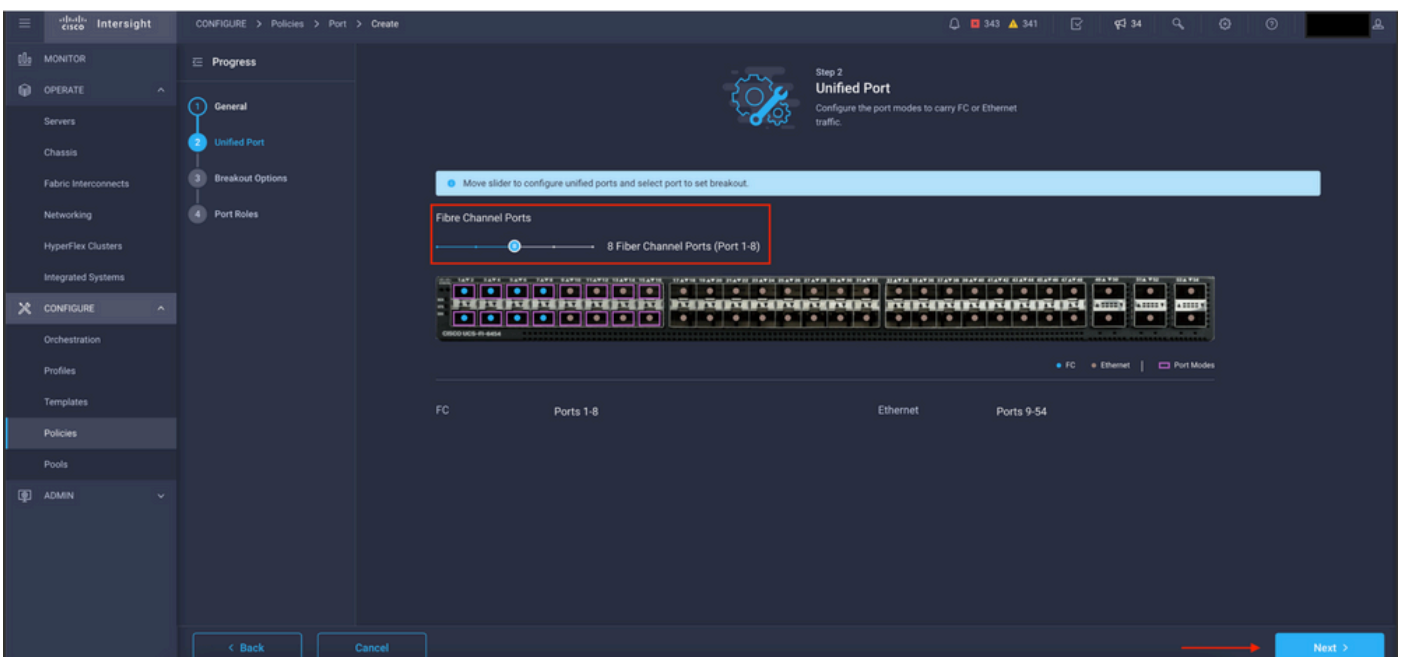 cisco Intersight
CONFIGURE > Policies > Port > Create
343 341
34
MONITOR
OPERATE
Servers
Chassis
Fabric Interconnects
Networking
HyperFlex Clusters
Integrated Systems
CONFIGURE
Orchestration
Profiles
Templates
Policies
Pools
ADMIN
Progress
1 General
2 Unified Port
3 Breakout Options
4 Port Roles
Step 2
Unified Port
Configure the port modes to carry FC or Ethernet
traffic.
Move slider to configure unified ports and select port to set breakout.
Fibre Channel Ports
8 Fiber Channel Ports (Port 1-8)
CISCO UCS-FI-6454
FC Ethernet | Port Modes
FC Ports 1-8 Ethernet Ports 9-54
< Back Cancel Next >